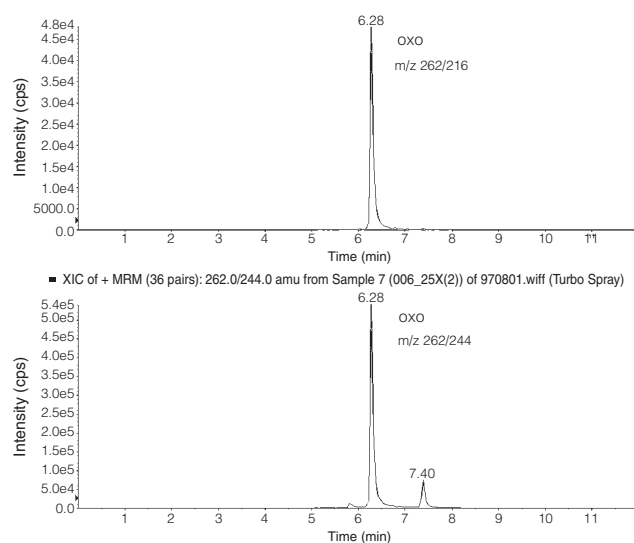 4.8e4
6.28
4.5e4
OXO
4.0e4
m/z 262/216
3.5e4
3.0e4
2.5e4
2.0e4
1.5e4
1.0e4
5000.0
0.0
Intensity (cps)
1 2 3 4 5 6 7 8 9 10 11
Time (min)
XIC of + MRM (36 pairs): 262.0/244.0 amu from Sample 7 (006_25X(2)) of 970801.wiff (Turbo Spray)
5.4e5
6.28
5.0e5
OXO
4.5e5
m/z 262/244
4.0e5
3.5e5
3.0e5
2.5e5
2.0e5
1.5e5
1.0e5
7.40
5.0e4
0.0
Intensity (cps)
1 2 3 4 5 6 7 8 9 10 11
Time (min)